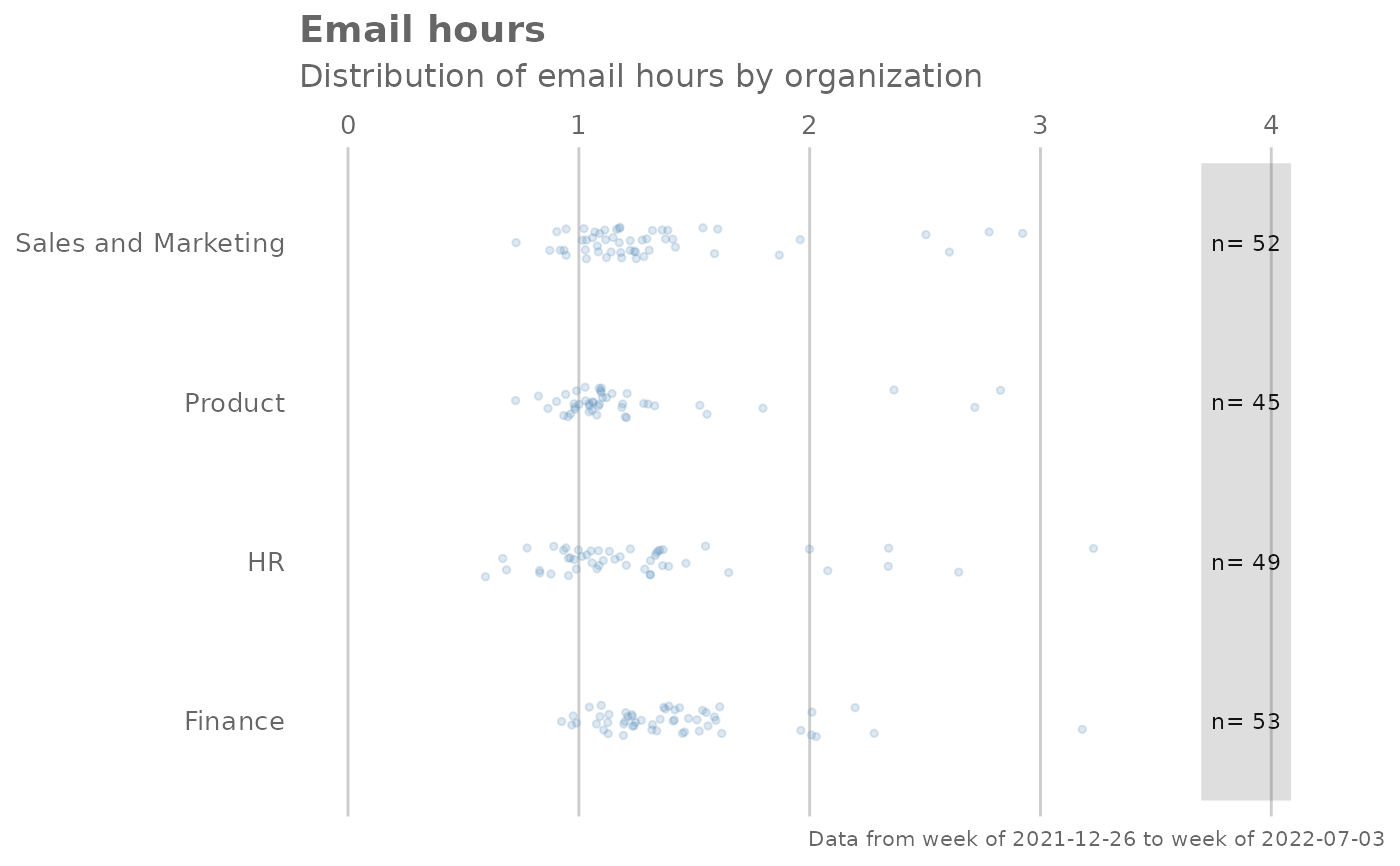 Email hours
Distribution of email hours by organization
0 1 2 3 4
Sales and Marketing n= 52
Product n= 45
HR n= 49
Finance n= 53
Data from week of 2021-12-26 to week of 2022-07-03